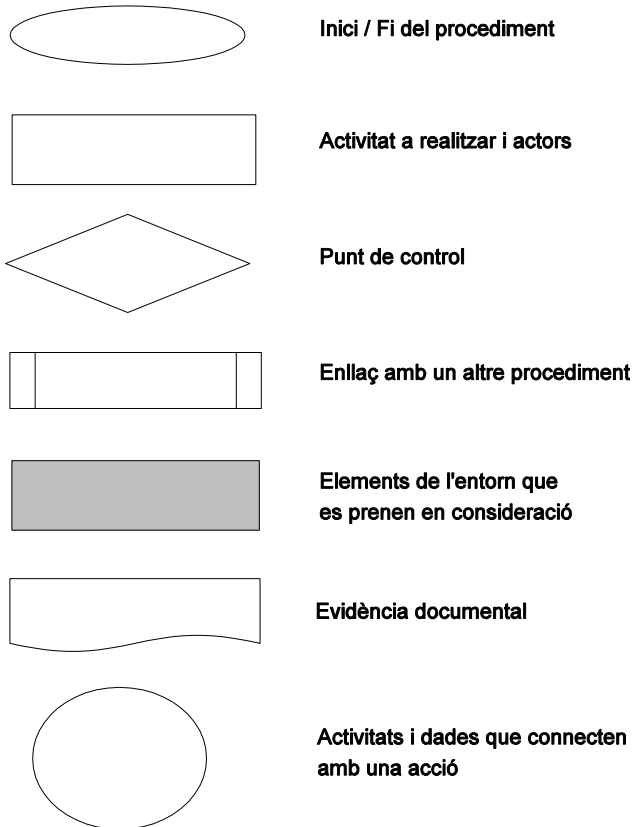 Inici / Fi del procediment
Activitat a realitzar i actors
Punt de control
Enllaç amb un altre procediment
Elements de l'entorn que
es prenen en consideració
Evidència documental
Activitats i dades que connecten
amb una acció